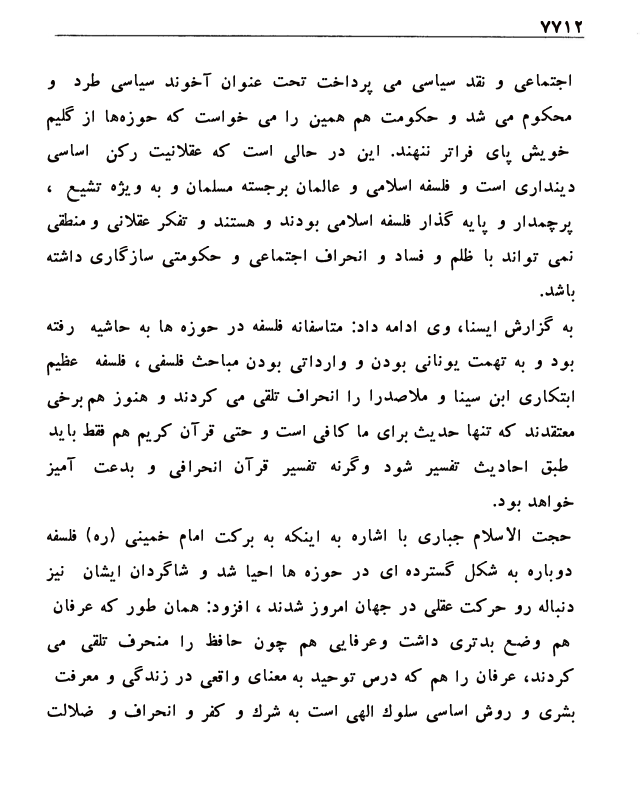 ۷۷۱۲
اجتماعی و نقد سیاسی می پرداخت تحت عنوان آخوند سیاسی طرد و
محکوم می شد و حکومت هم همین را می خواست که حوزه‌ها از گلیم
خویش پای فراتر ننهند. این در حالی است که عقلانیت رکن اساسی
دینداری است و فلسفه اسلامی و عالمان برجسته مسلمان و به ویژه تشیع ،
پرچمدار و پایه گذار فلسفه اسلامی بودند و هستند و تفکر عقلانی و منطقی
نمی تواند با ظلم و فساد و انحراف اجتماعی و حکومتی سازگاری داشته
باشد.
به گزارش ایسنا، وی ادامه داد: متاسفانه فلسفه در حوزه ها به حاشیه رفته
بود و به تهمت یونانی بودن و وارداتی بودن مباحث فلسفی ، فلسفه عظیم
ابتکاری ابن سینا و ملاصدرا را انحراف تلقی می کردند و هنوز هم برخی
معتقدند که تنها حدیث برای ما کافی است و حتی قرآن کریم هم فقط باید
طبق احادیث تفسیر شود وگرنه تفسیر قرآن انحرافی و بدعت آمیز
خواهد بود.
حجت الاسلام جباری با اشاره به اینکه به برکت امام خمینی (ره) فلسفه
دوباره به شکل گسترده ای در حوزه ها احیا شد و شاگردان ایشان نیز
دنباله رو حرکت عقلی در جهان امروز شدند ، افزود: همان طور که عرفان
هم وضع بدتری داشت وعرفایی هم چون حافظ را منحرف تلقی می
کردند، عرفان را هم که درس توحید به معنای واقعی در زندگی و معرفت
بشری و روش اساسی سلوك الهی است به شرك و کفر و انحراف و ضلالت